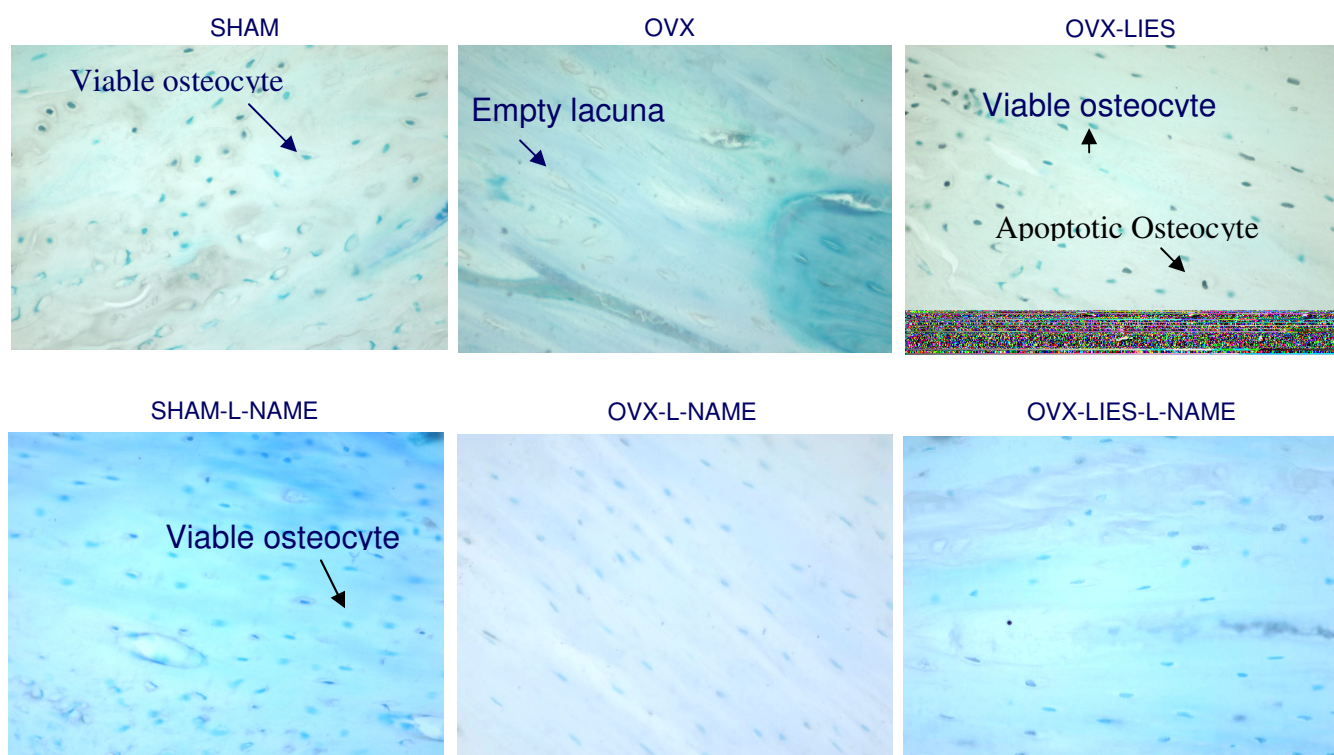 SHAM
OVX
OVX-LIES
Viable osteocyte
Empty lacuna
Viable osteocyte
Apoptotic Osteocyte
SHAM-L-NAME
OVX-L-NAME
OVX-LIES-L-NAME
Viable osteocyte